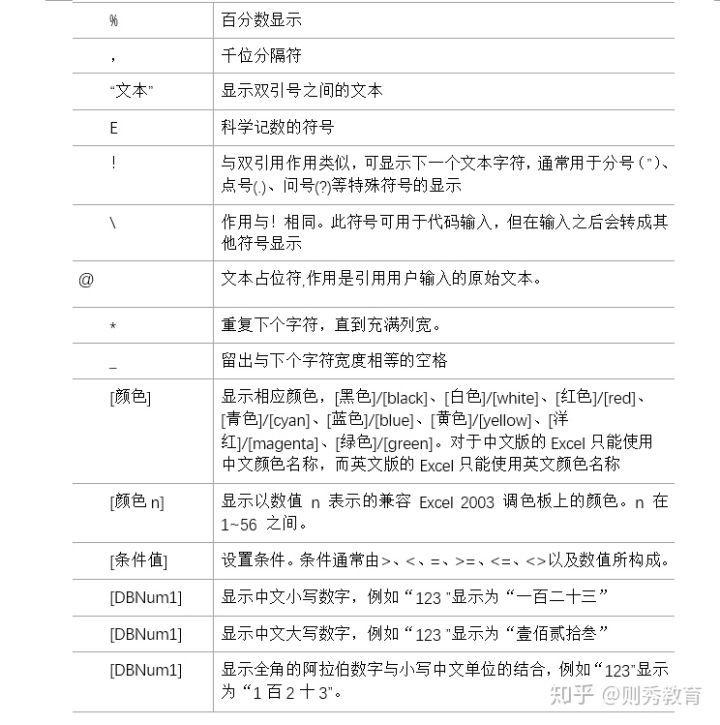 % 百分数显示
， 千位分隔符
“文本” 显示双引号之间的文本
E 科学记数的符号
! 与双引用作用类似，可显示下一个文本字符，通常用于分号（”）、
点号(.)、问号(?)等特殊符号的显示
\ 作用与！相同。此符号可用于代码输入，但在输入之后会转成其
他符号显示
@ 文本占位符,作用是引用用户输入的原始文本。
* 重复下个字符，直到充满列宽。
_ 留出与下个字符宽度相等的空格
[颜色] 显示相应颜色，[黑色]/[black]、[白色]/[white]、[红色]/[red]、
[青色]/[cyan]、[蓝色]/[blue]、[黄色]/[yellow]、[洋
红]/[magenta]、[绿色]/[green]。对于中文版的 Excel 只能使用
中文颜色名称，而英文版的 Excel 只能使用英文颜色名称
[颜色 n] 显示以数值 n 表示的兼容 Excel 2003 调色板上的颜色。n 在
1~56 之间。
[条件值] 设置条件。条件通常由>、<、=、>=、<=、<>以及数值所构成。
[DBNum1] 显示中文小写数字，例如“123 ”显示为“一百二十三”
[DBNum1] 显示中文大写数字，例如“123 ”显示为“壹佰贰拾叁”
[DBNum1] 显示全角的阿拉伯数字与小写中文单位的结合，例如“123”显示
为“1 百 2 十 3”。
知乎 @则秀教育